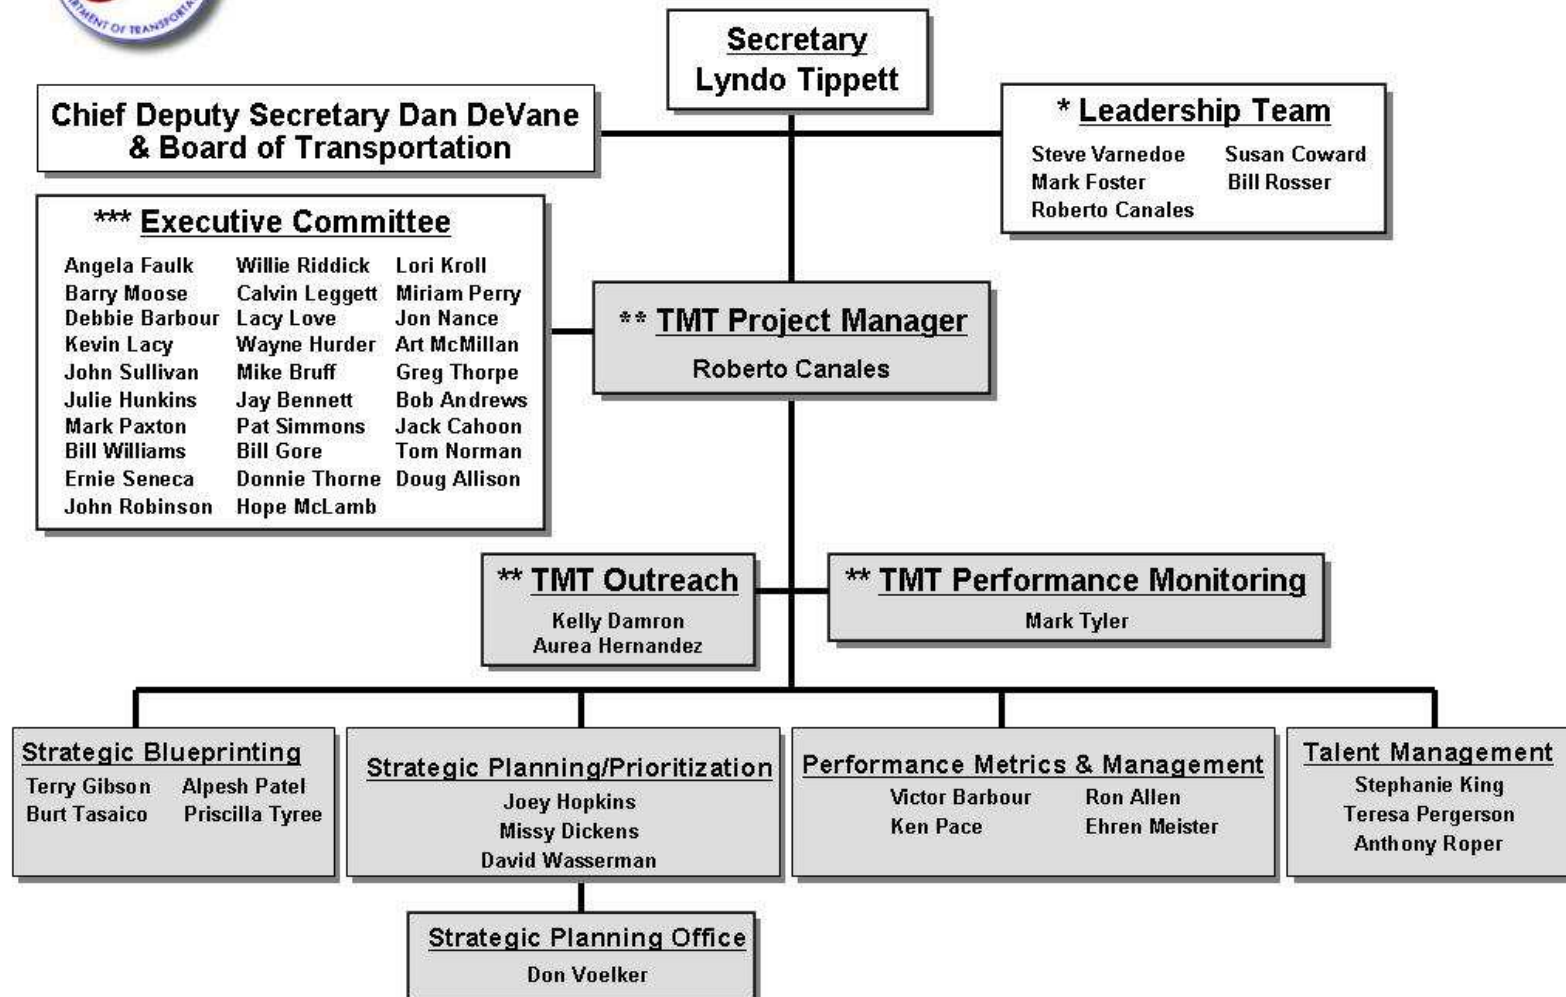 DEPARTMENT OF TRANSPORTATION
Secretary
Lyndo Tippett
Chief Deputy Secretary Dan DeVane
& Board of Transportation
* Leadership Team
Steve Varnedoe Susan Coward
Mark Foster Bill Rosser
Roberto Canales
*** Executive Committee
Angela Faulk Willie Riddick Lori Kroll
Barry Moose Calvin Leggett Miriam Perry
Debbie Barbour Lacy Love Jon Nance
Kevin Lacy Wayne Hurder Art McMillan
John Sullivan Mike Bruff Greg Thorpe
Julie Hunkins Jay Bennett Bob Andrews
Mark Paxton Pat Simmons Jack Cahoon
Bill Williams Bill Gore Tom Norman
Ernie Seneca Donnie Thorne Doug Allison
John Robinson Hope McLamb
** TMT Project Manager
Roberto Canales
** TMT Outreach
Kelly Damron
Aurea Hernandez
** TMT Performance Monitoring
Mark Tyler
Strategic Blueprinting
Terry Gibson Alpesh Patel
Burt Tasaico Priscilla Tyree
Strategic Planning/Prioritization
Joey Hopkins
Missy Dickens
David Wasserman
Performance Metrics & Management
Victor Barbour Ron Allen
Ken Pace Ehren Meister
Talent Management
Stephanie King
Teresa Pergerson
Anthony Roper
Strategic Planning Office
Don Voelker